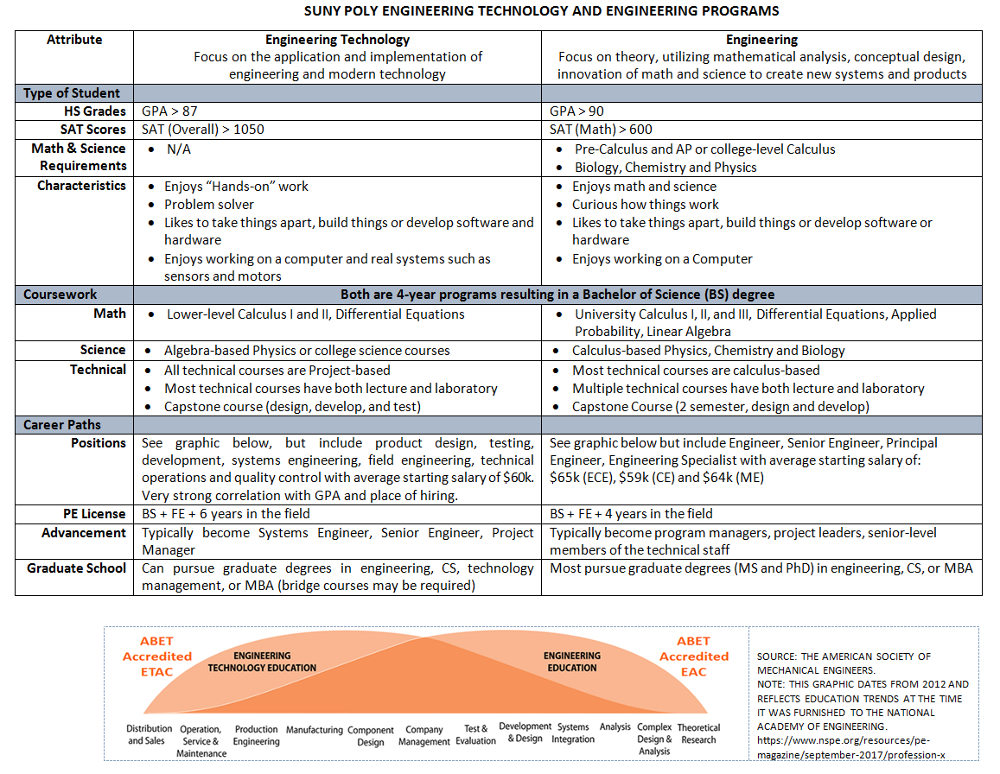 SUNY POLY ENGINEERING TECHNOLOGY AND ENGINEERING PROGRAMS
Attribute
Engineering Technology
Focus on the application and implementation of
engineering and modern technology
Engineering
Focus on theory, utilizing mathematical analysis, conceptual design,
innovation of math and science to create new systems and products
Type of Student
HS Grades
GPA > 87
GPA > 90
SAT Scores
SAT (Overall) > 1050
SAT (Math) > 600
Math & Science
Requirements
• N/A
• Pre-Calculus and AP or college-level Calculus
• Biology, Chemistry and Physics
Characteristics
• Enjoys “Hands-on” work
• Problem solver
• Likes to take things apart, build things or develop software and
hardware
• Enjoys working on a computer and real systems such as
sensors and motors
• Enjoys math and science
• Curious how things work
• Likes to take things apart, build things or develop software or
hardware
• Enjoys working on a Computer
Coursework
Both are 4-year programs resulting in a Bachelor of Science (BS) degree
Math
• Lower-level Calculus I and II, Differential Equations
• University Calculus I, II, and III, Differential Equations, Applied
Probability, Linear Algebra
Science
• Algebra-based Physics or college science courses
• Calculus-based Physics, Chemistry and Biology
Technical
• All technical courses are Project-based
• Most technical courses have both lecture and laboratory
• Capstone course (design, develop, and test)
• Most technical courses are calculus-based
• Multiple technical courses have both lecture and laboratory
• Capstone Course (2 semester, design and develop)
Career Paths
Positions
See graphic below, but include product design, testing,
development, systems engineering, field engineering, technical
operations and quality control with average starting salary of $60k.
Very strong correlation with GPA and place of hiring.
See graphic below but include Engineer, Senior Engineer, Principal
Engineer, Engineering Specialist with average starting salary of:
$65k (ECE), $59k (CE) and $64k (ME)
PE License
BS + FE + 6 years in the field
BS + FE + 4 years in the field
Advancement
Typically become Systems Engineer, Senior Engineer, Project
Manager
Typically become program managers, project leaders, senior-level
members of the technical staff
Graduate School
Can pursue graduate degrees in engineering, CS, technology
management, or MBA (bridge courses may be required)
Most pursue graduate degrees (MS and PhD) in engineering, CS, or MBA
ABET
Accredited
ETAC
ENGINEERING
TECHNOLOGY EDUCATION
ENGINEERING
EDUCATION
ABET
Accredited
EAC
Distribution
and Sales
Operation,
Service &
Maintenance
Production
Engineering
Manufacturing
Component
Design
Company
Management
Test &
Evaluation
Development
& Design
Systems
Integration
Analysis
Complex
Design &
Analysis
Theoretical
Research
SOURCE: THE AMERICAN SOCIETY OF
MECHANICAL ENGINEERS.
NOTE: THIS GRAPHIC DATES FROM 2012 AND
REFLECTS EDUCATION TRENDS AT THE TIME
IT WAS FURNISHED TO THE NATIONAL
ACADEMY OF ENGINEERING.
https://www.nspe.org/resources/pe-
magazine/september-2017/profession-x